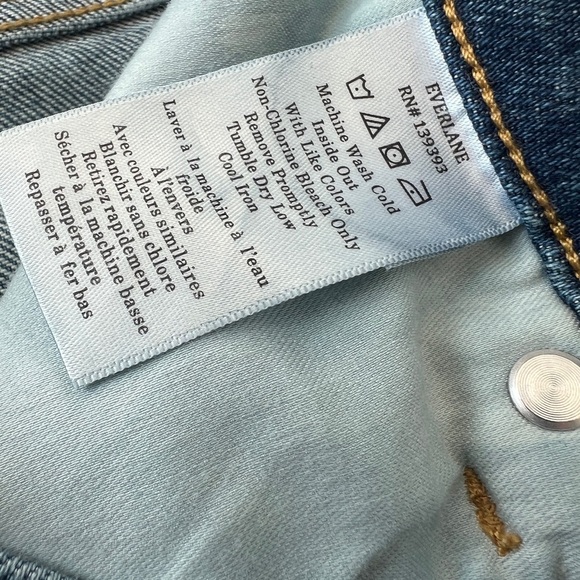 EVERLANE
RN# 139393
Machine Wash Cold
Inside Out
With Like Colors
Non-Chlorine Bleach Only
Remove Promptly
Tumble Dry Low
Cool Iron
Laver à la machine à l'eau
froide
À l'envers
Avec couleurs similaires
Blanchir sans chlore
Retirez rapidement
Sécher à la machine basse
température
Repasser à fer bas